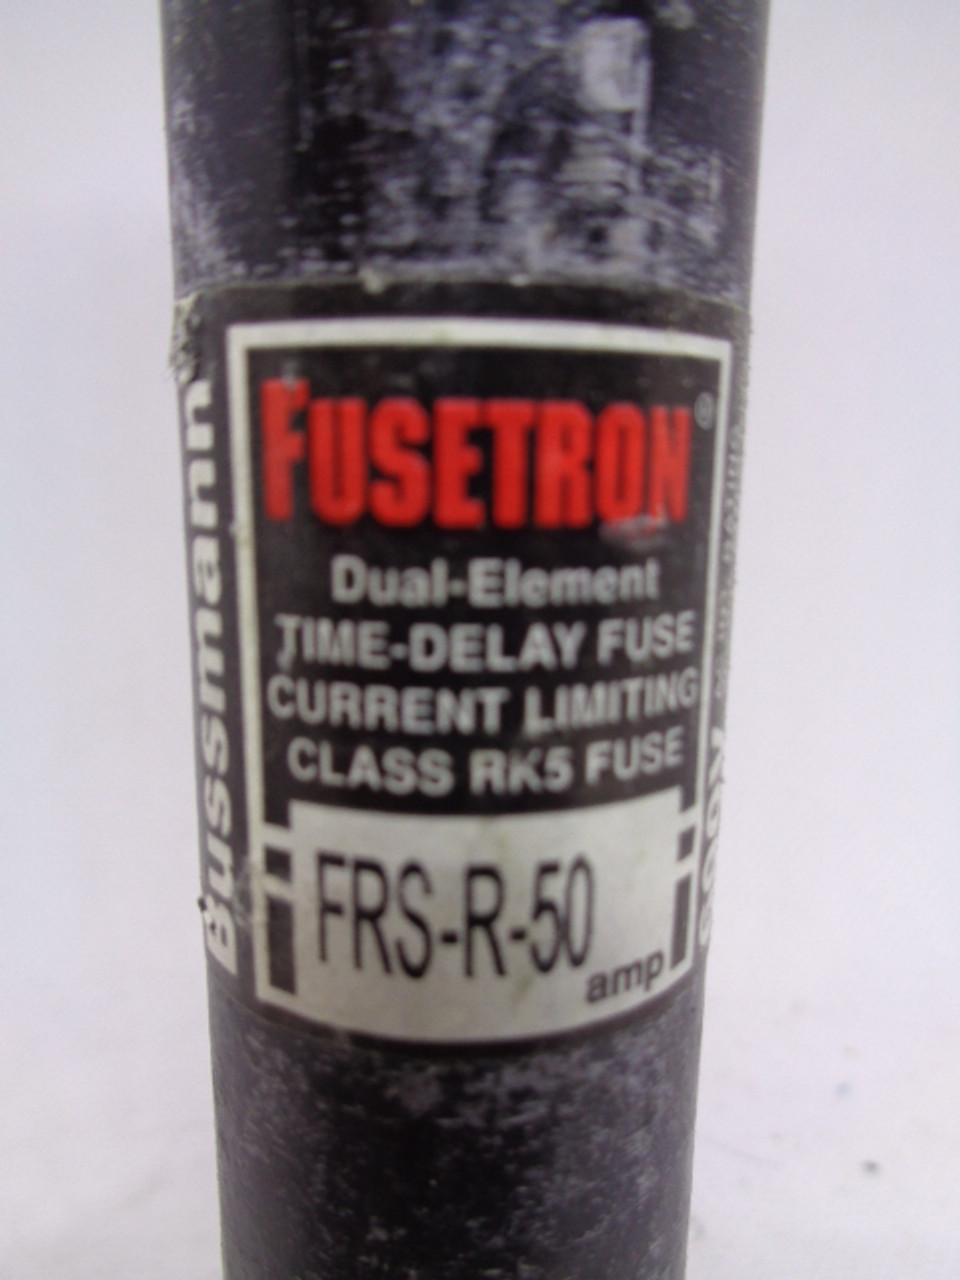 Bussmann
FUSETRON®
Dual-Element
TIME-DELAY FUSE
CURRENT LIMITING
CLASS RK5 FUSE
FRS-R-50
amp